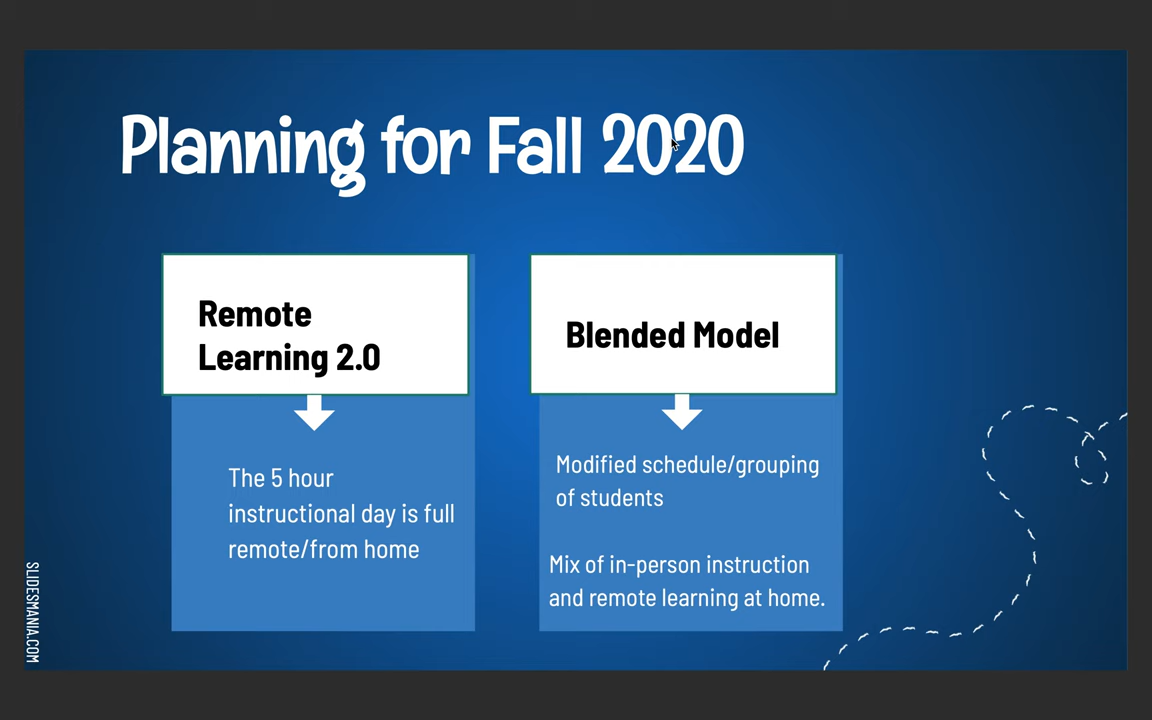 Planning for Fall 2020
Remote
Learning 2.0
The 5 hour
instructional day is full
remote/from home
Blended Model
Modified schedule/grouping
of students
Mix of in-person instruction
and remote learning at home.
SLIDESMANIA.COM